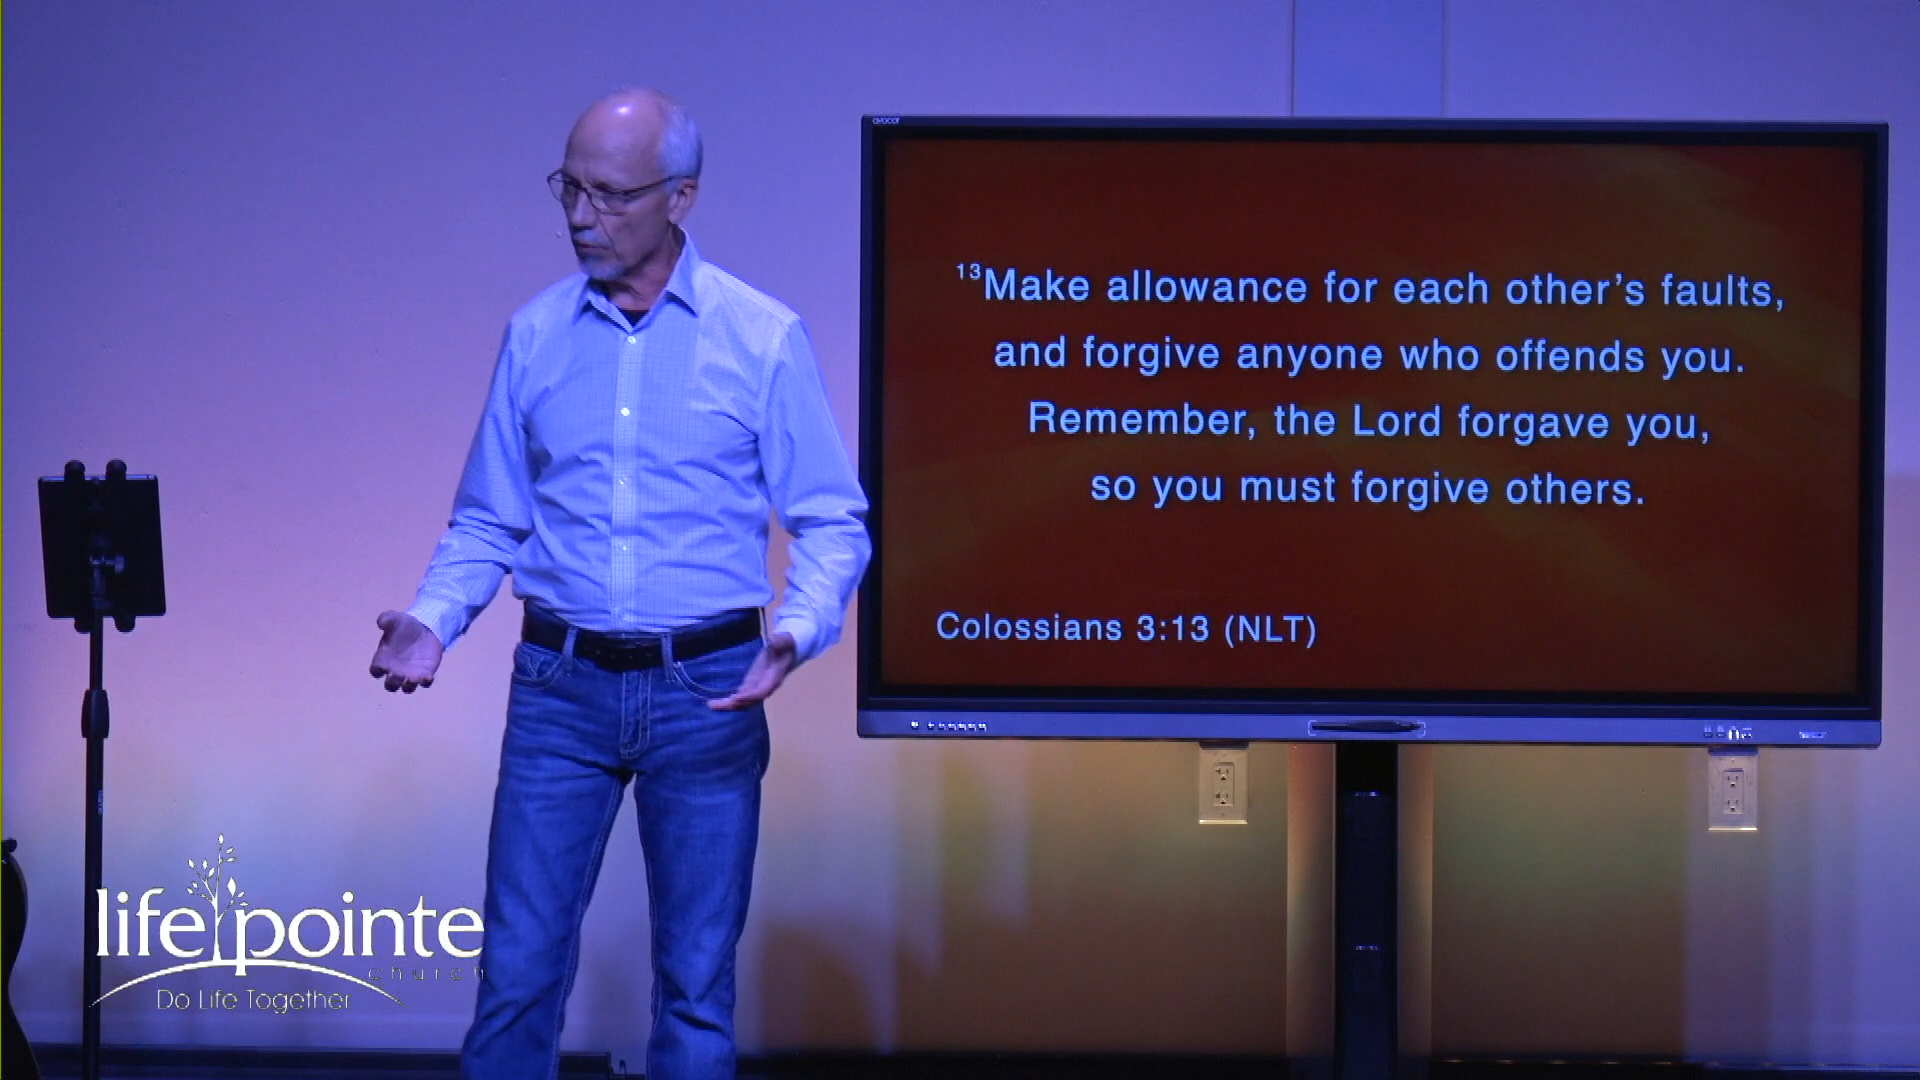 avocor
¹³Make allowance for each other's faults,
and forgive anyone who offends you.
Remember, the Lord forgave you,
so you must forgive others.
Colossians 3:13 (NLT)
life pointe
church
Do Life Together